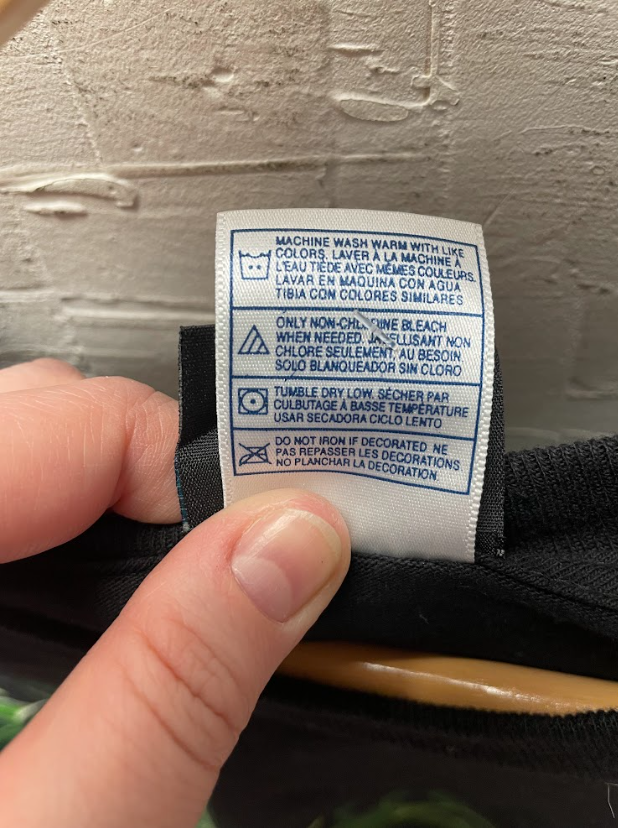 MACHINE WASH WARM WITH LIKE
COLORS. LAVER À LA MACHINE À
L'EAU TIÈDE AVEC MÊMES COULEURS.
LAVAR EN MAQUINA CON AGUA
TIBIA CON COLORES SIMILARES
ONLY NON-CHLORINE BLEACH
WHEN NEEDED. JAVELLISANT NON
CHLORE SEULEMENT, AU BESOIN
SOLO BLANQUEADOR SIN CLORO
TUMBLE DRY LOW. SÉCHER PAR
CULBUTAGE À BASSE TEMPÉRATURE
USAR SECADORA CICLO LENTO
DO NOT IRON IF DECORATED NE
PAS REPASSER LES DECORATIONS
NO PLANCHAR LA DECORATION